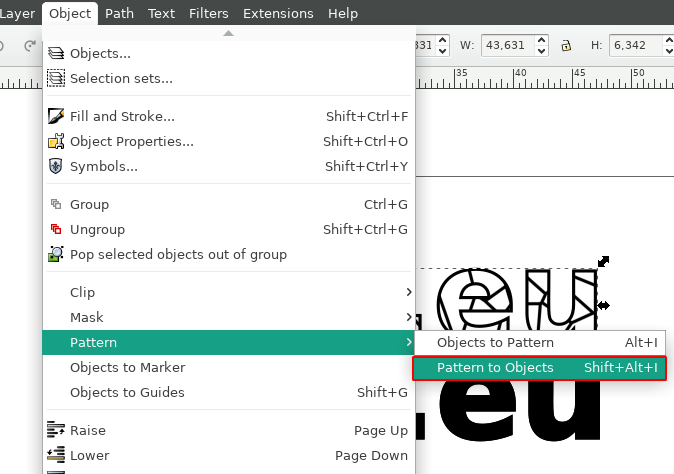 Layer Object Path Text Filters Extensions Help
331 W: 43,631 H: 6,342
35 40 45 50
Objects...
Selection sets...
Fill and Stroke... Shift+Ctrl+F
Object Properties... Shift+Ctrl+O
Symbols... Shift+Ctrl+Y
Group Ctrl+G
Ungroup Shift+Ctrl+G
Pop selected objects out of group
Clip
Mask
.eu
Pattern
Objects to Pattern Alt+I
Objects to Marker
Pattern to Objects Shift+Alt+I
Objects to Guides Shift+G
.eu
Raise Page Up
Lower Page Down